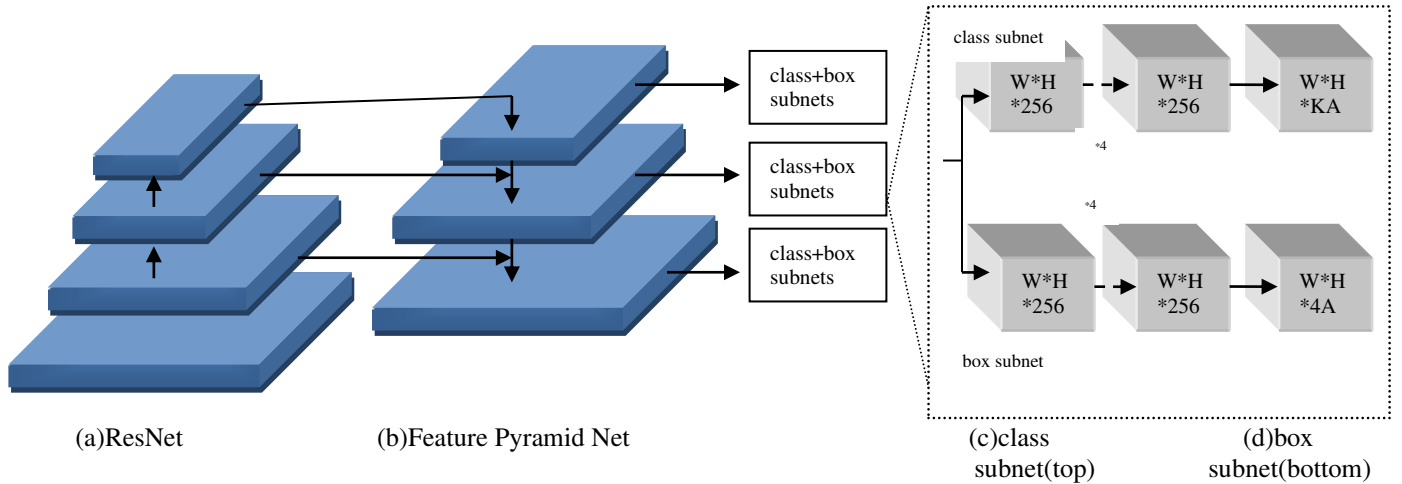 class+box
subnets
class+box
subnets
class+box
subnets
class subnet
W*H
*256
W*H
*256
W*H
*KA
*4
*4
W*H
*256
W*H
*256
W*H
*4A
box subnet
(a)ResNet
(b)Feature Pyramid Net
(c)class
subnet(top)
(d)box
subnet(bottom)